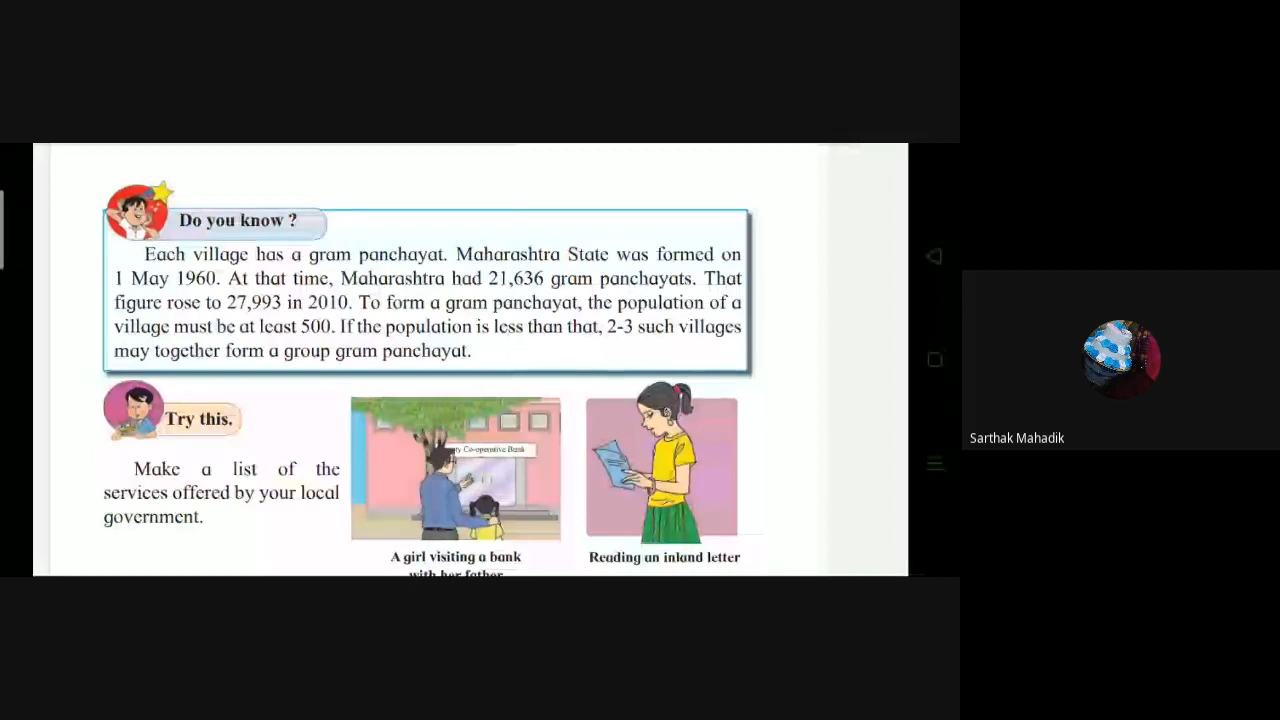 Do you know ?
Each village has a gram panchayat. Maharashtra State was formed on
1 May 1960. At that time, Maharashtra had 21,636 gram panchayats. That
figure rose to 27,993 in 2010. To form a gram panchayat, the population of a
village must be at least 500. If the population is less than that, 2-3 such villages
may together form a group gram panchayat.
Try this.
Make a list of the
services offered by your local
government.
Co-operative Bank
A girl visiting a bank
with her father
Reading an inland letter
Sarthak Mahadik